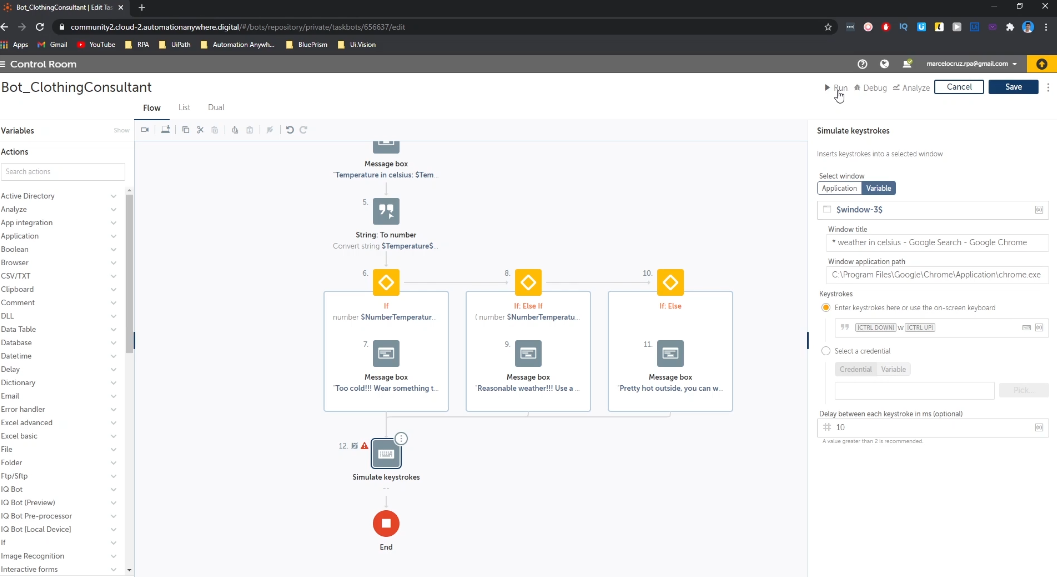 Bot_ClothingConsultant | Edit Tas
community2.cloud-2.automationanywhere.digital/#/bots/repository/private/taskbots/656637/edit
Apps
Gmail
YouTube
RPA
UiPath
Automation Anywh...
BluePrism
Ui.Vision
Control Room
marcelocruz.rpa@gmail.com
Bot_ClothingConsultant
Run
Debug
Analyze
Cancel
Save
Flow
List
Dual
Variables
Show
Actions
Search actions
Active Directory
Analyze
App integration
Application
Boolean
Browser
CSV/TXT
Clipboard
Comment
DLL
Data Table
Database
Datetime
Delay
Dictionary
Email
Error handler
Excel advanced
Excel basic
File
Folder
Ftp/Sftp
IQ Bot
IQ Bot (Preview)
IQ Bot Pre-processor
IQ Bot [Local Device]
If
Image Recognition
Interactive forms
Message box
"Temperature in celsius: $Tem...
5.
String: To number
Convert string $Temperature$...
6.
If
number $NumberTemperatur...
7.
Message box
"Too cold!!! Wear something t...
8.
If: Else If
( number $NumberTemperatu...
9.
Message box
"Reasonable weather!!! Use a ...
10.
If: Else
11.
Message box
"Pretty hot outside, you can w...
12.
Simulate keystrokes
--
End
Simulate keystrokes
Inserts keystrokes into a selected window
Select window
Application
Variable
$window-3$
Window title
* weather in celsius - Google Search - Google Chrome
Window application path
C:\Program Files\Google\Chrome\Application\chrome.exe
Keystrokes
Enter keystrokes here or use the on-screen keyboard
[CTRL DOWN]w[CTRL UP]
Select a credential
Credential
Variable
Pick...
Delay between each keystroke in ms (optional)
# 10
A value greater than 2 is recommended.